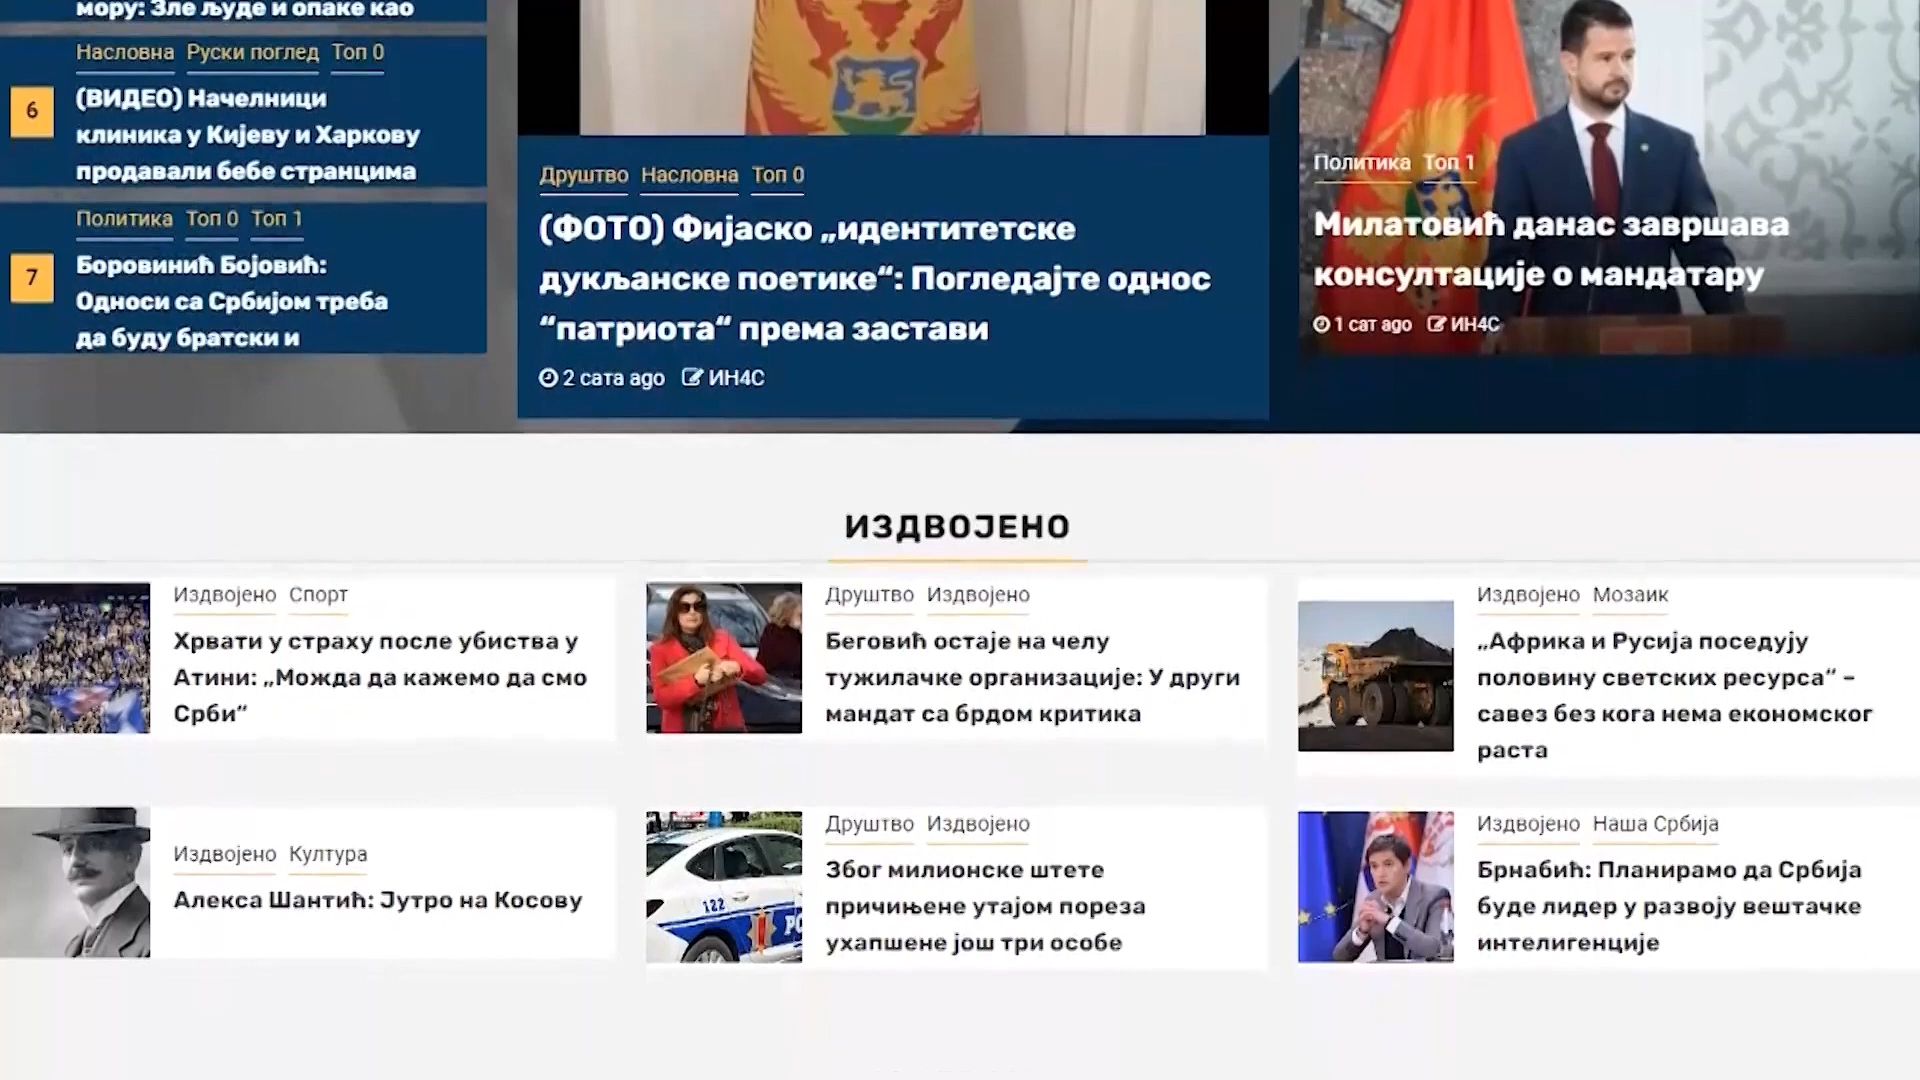 мору: Зле људе и опаке као
Насловна Руски поглед Топ 0
6
(ВИДЕО) Начелници
клиника у Кијеву и Харкову
продавали бебе странцима
Политика Топ 0 Топ 1
7
Боровинић Бојовић:
Односи са Србијом треба
да буду братски и
Друштво Насловна Топ 0
(ФОТО) Фијаско „идентитетске
дукљанске поетике“: Погледајте однос
“патриота“ према застави
2 сата ago ИН4С
Политика Топ 1
Милатовић данас завршава
консултације о мандатару
1 сат ago ИН4С
ИЗДВОЈЕНО
Издвојено Спорт
Хрвати у страху после убиства у
Атини: „Можда да кажемо да смо
Срби“
Друштво Издвојено
Беговић остаје на челу
тужилачке организације: У други
мандат са брдом критика
Издвојено Мозаик
„Африка и Русија поседују
половину светских ресурса“ –
савез без кога нема економског
раста
Издвојено Култура
Алекса Шантић: Јутро на Косову
122
Друштво Издвојено
Због милионске штете
причињене утајом пореза
ухапшене још три особе
Издвојено Наша Србија
Брнабић: Планирамо да Србија
буде лидер у развоју вештачке
интелигенције